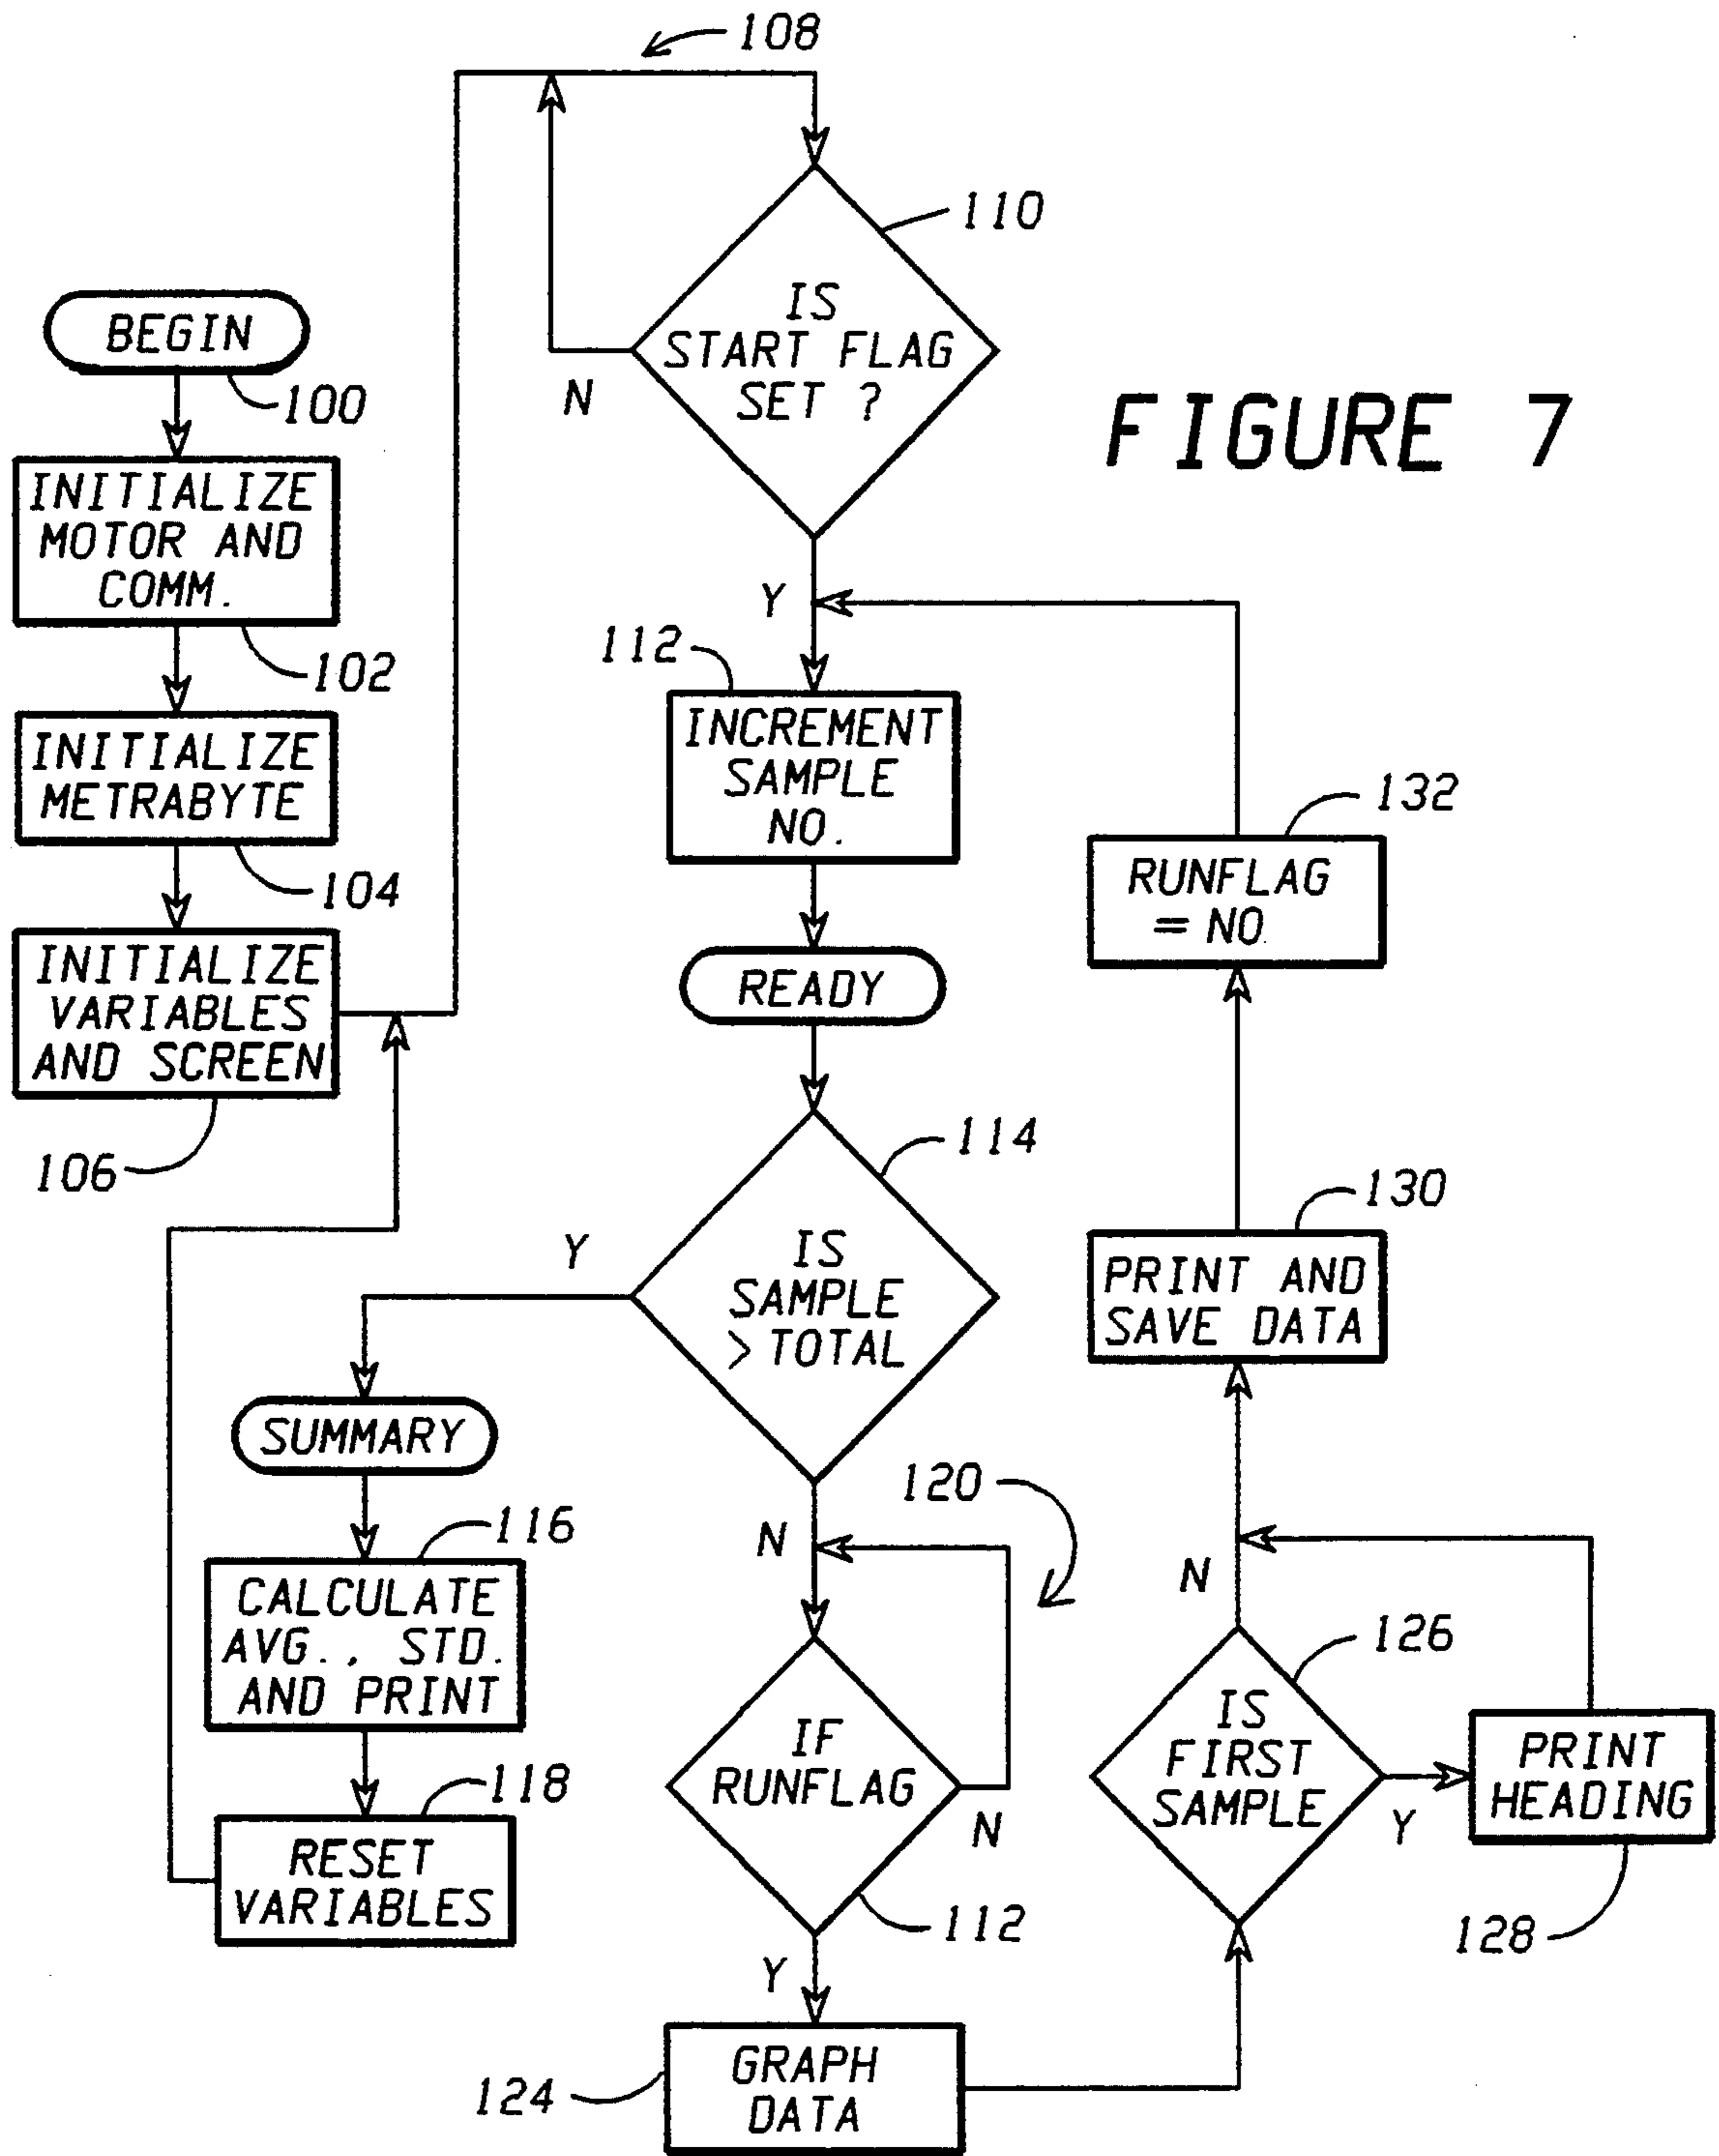 108
110
IS
START FLAG
SET ?
N
Y
FIGURE 7
BEGIN
100
INITIALIZE
MOTOR AND
COMM.
102
INITIALIZE
METRABYTE
104
INITIALIZE
VARIABLES
AND SCREEN
106
112
INCREMENT
SAMPLE
NO.
READY
114
IS
SAMPLE
> TOTAL
Y
N
SUMMARY
116
CALCULATE
AVG., STD.
AND PRINT
118
RESET
VARIABLES
120
IF
RUNFLAG
N
112
Y
124
GRAPH
DATA
126
IS
FIRST
SAMPLE
N
Y
PRINT
HEADING
128
130
PRINT AND
SAVE DATA
132
RUNFLAG
= NO.